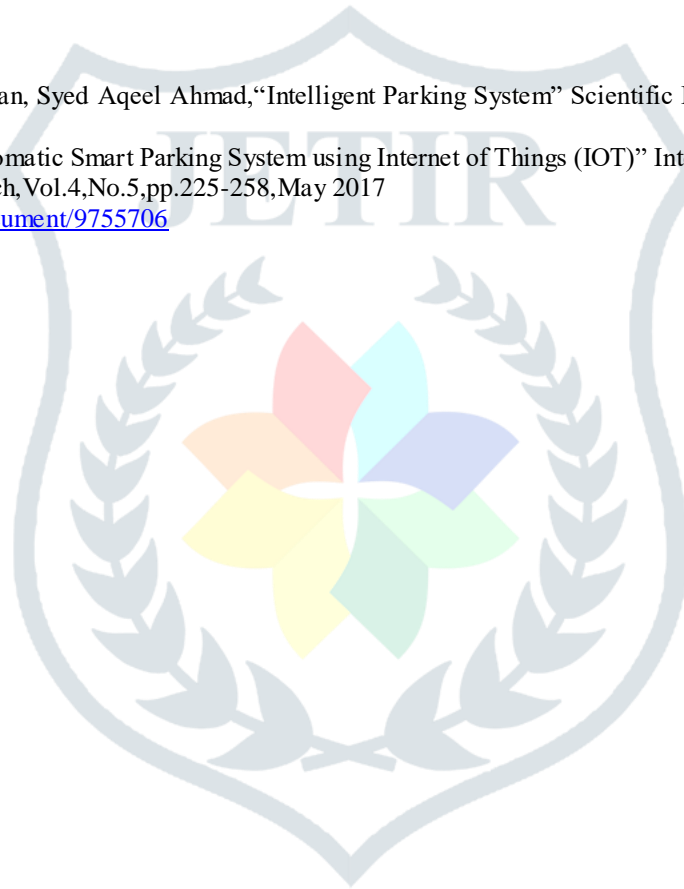 an, Syed Aqeel Ahmad,“Intelligent Parking System” Scientific
omatic Smart Parking System using Internet of Things (IOT)” Int
ch,Vol.4,No.5,pp.225-258,May 2017
ument/9755706
JETIR